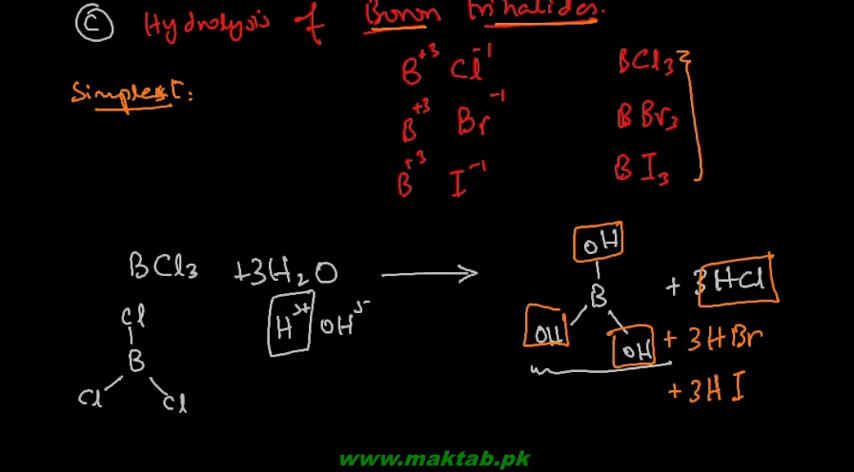 C Hydrolysis of Boron trihalides.
Simplest:
B+3 Cl-1 BCl3
B+3 Br-1 BBr3
B+3 I-1 BI3
BCl3 +3H2O → + 3HCl
H δ+ OH δ-
OH
B
OH OH
Cl
B
Cl Cl
+ 3HBr
+ 3HI
www.maktab.pk